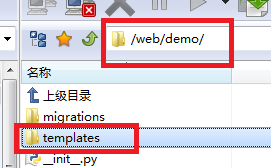 /web/demo/
名称
上级目录
migrations
templates
__init__.py